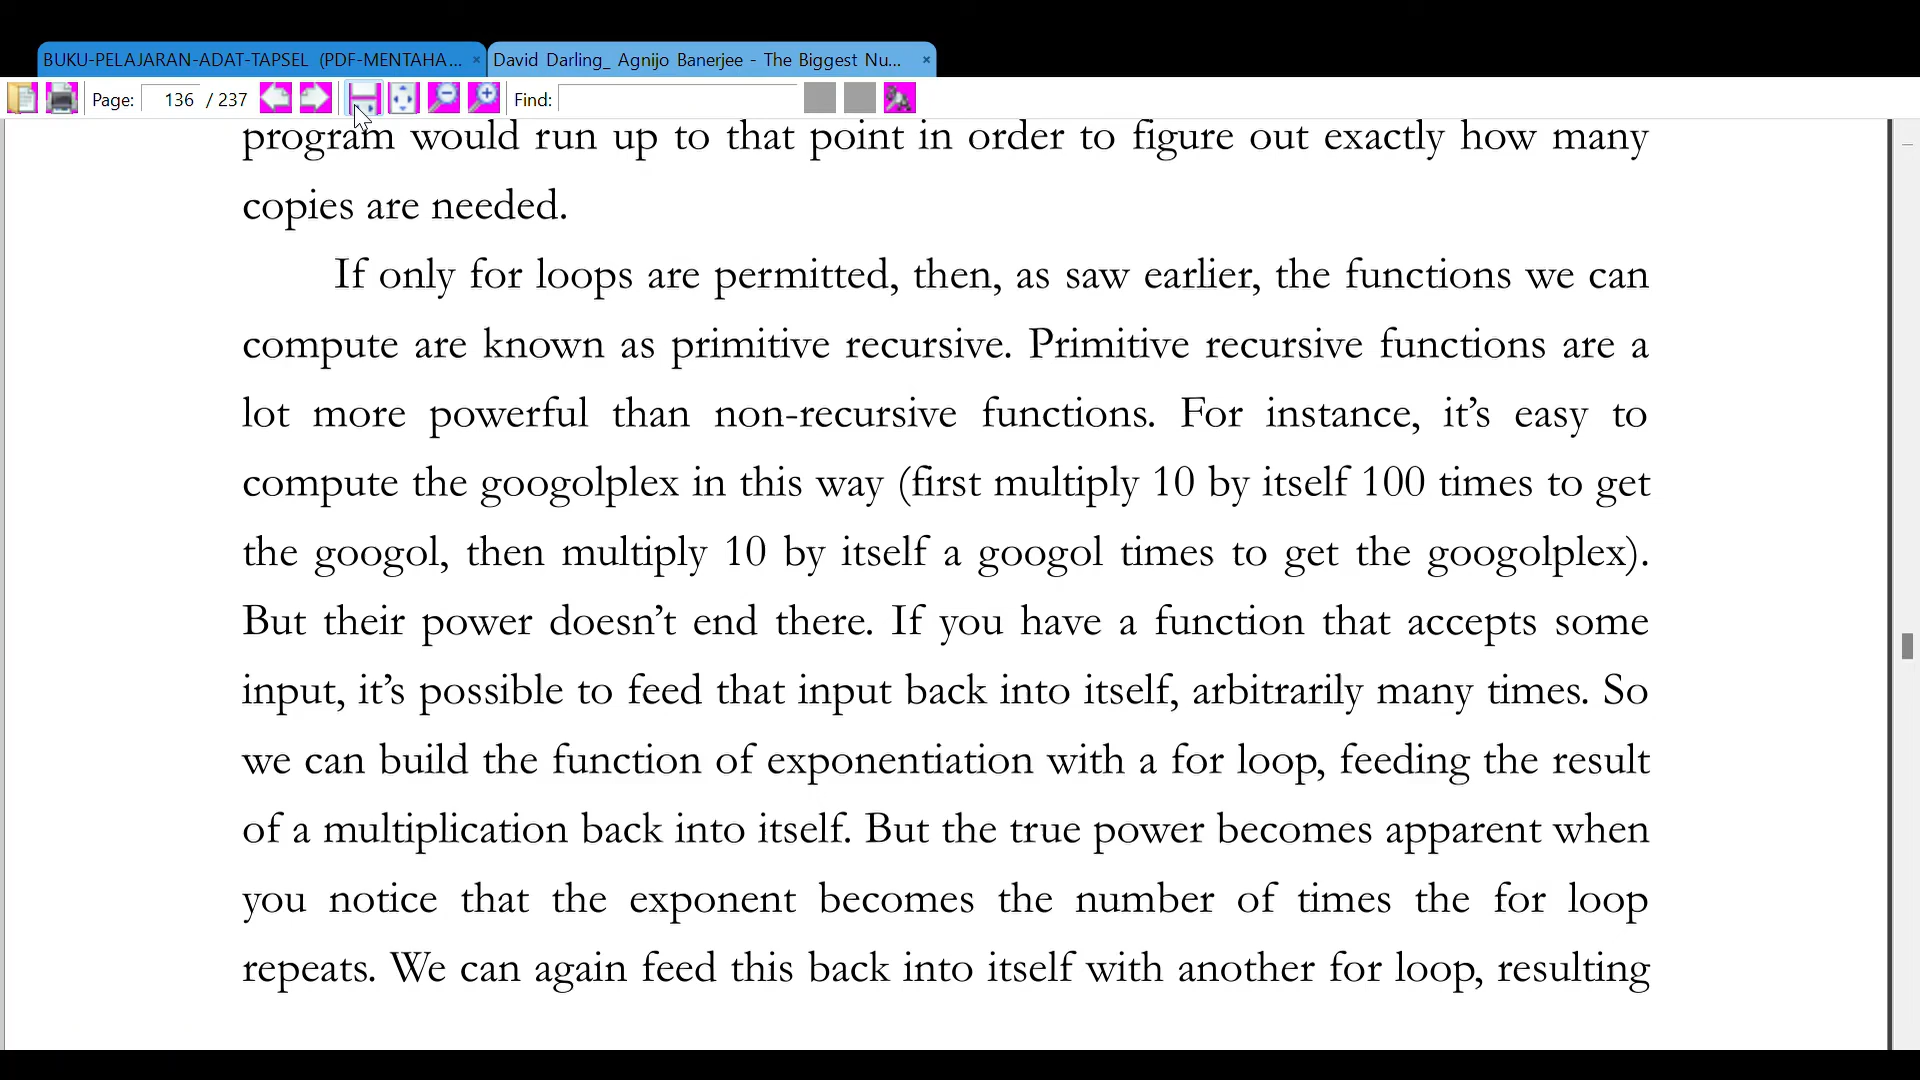 BUKU-PELAJARAN-ADAT-TAPSEL (PDF-MENTAHA... × David Darling_ Agnijo Banerjee - The Biggest Nu... ×
Page: 136 / 237 Find:
program would run up to that point in order to figure out exactly how many
copies are needed.
If only for loops are permitted, then, as saw earlier, the functions we can
compute are known as primitive recursive. Primitive recursive functions are a
lot more powerful than non-recursive functions. For instance, it’s easy to
compute the googolplex in this way (first multiply 10 by itself 100 times to get
the googol, then multiply 10 by itself a googol times to get the googolplex).
But their power doesn’t end there. If you have a function that accepts some
input, it’s possible to feed that input back into itself, arbitrarily many times. So
we can build the function of exponentiation with a for loop, feeding the result
of a multiplication back into itself. But the true power becomes apparent when
you notice that the exponent becomes the number of times the for loop
repeats. We can again feed this back into itself with another for loop, resulting